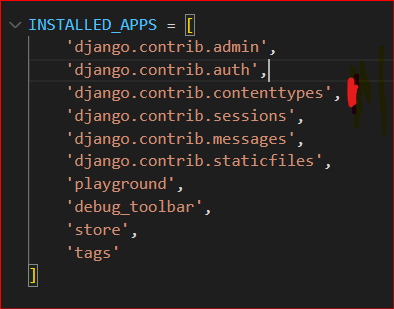 INSTALLED_APPS = [
'django.contrib.admin',
'django.contrib.auth',
'django.contrib.contenttypes',
'django.contrib.sessions',
'django.contrib.messages',
'django.contrib.staticfiles',
'playground',
'debug_toolbar',
'store',
'tags'
]